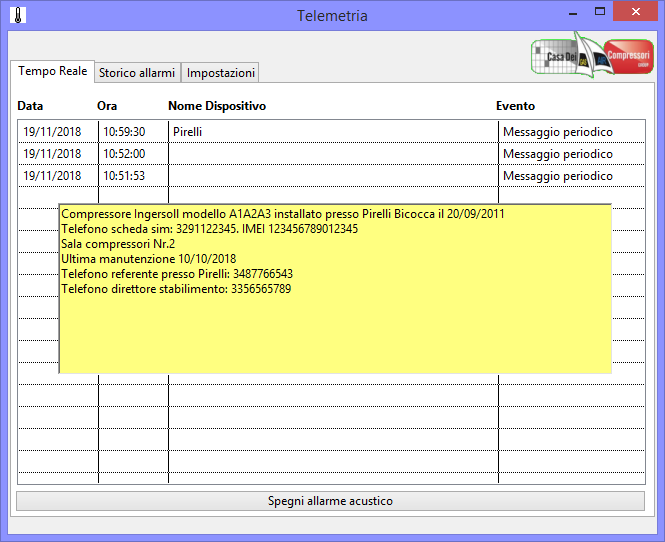 Telemetria
Casa Dei Compressori
Tempo Reale Storico allarmi Impostazioni
Data Ora Nome Dispositivo Evento
19/11/2018 10:59:30 Pirelli Messaggio periodico
19/11/2018 10:52:00 Messaggio periodico
19/11/2018 10:51:53 Messaggio periodico
Compressore Ingersoll modello A1A2A3 installato presso Pirelli Bicocca il 20/09/2011
Telefono scheda sim: 3291122345. IMEI 123456789012345
Sala compressori Nr.2
Ultima manutenzione 10/10/2018
Telefono referente presso Pirelli: 3487766543
Telefono direttore stabilimento: 3356565789
Spegni allarme acustico